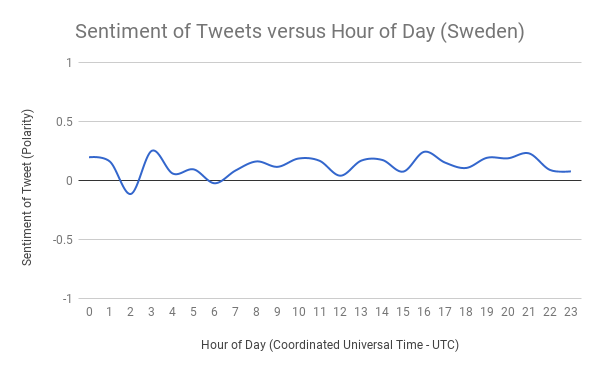 Sentiment of Tweets versus Hour of Day (Sweden)
1
0.5
0
-0.5
-1
Sentiment of Tweet (Polarity)
0 1 2 3 4 5 6 7 8 9 10 11 12 13 14 15 16 17 18 19 20 21 22 23
Hour of Day (Coordinated Universal Time - UTC)